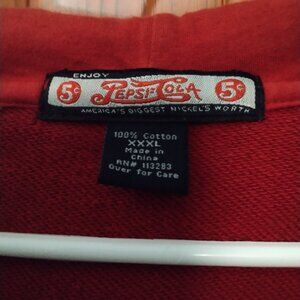 ENJOY
5¢ PEPSI-COLA 5¢
AMERICA'S BIGGEST NICKEL'S WORTH
100% Cotton
XXXL
Made in
China
RN# 113283
Over for Care